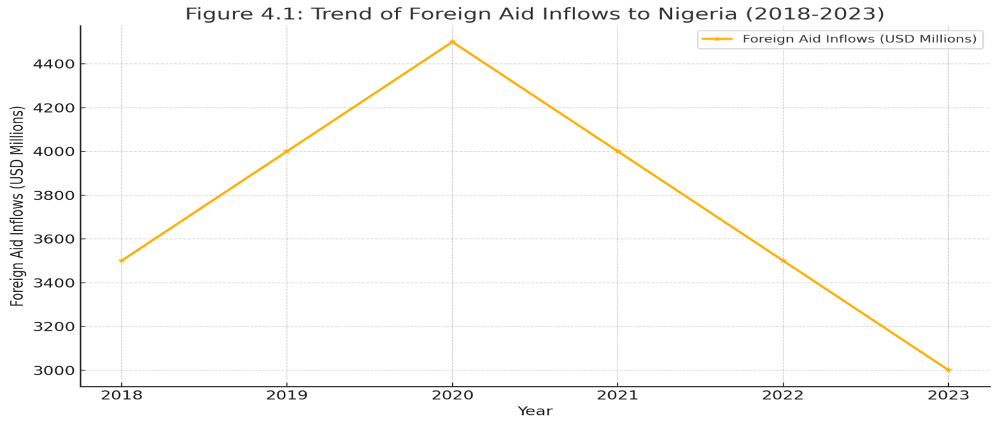 Figure 4.1: Trend of Foreign Aid Inflows to Nigeria (2018-2023)
Foreign Aid Inflows (USD Millions)
Foreign Aid Inflows (USD Millions)
4400
4200
4000
3800
3600
3400
3200
3000
2018 2019 2020 2021 2022 2023
Year